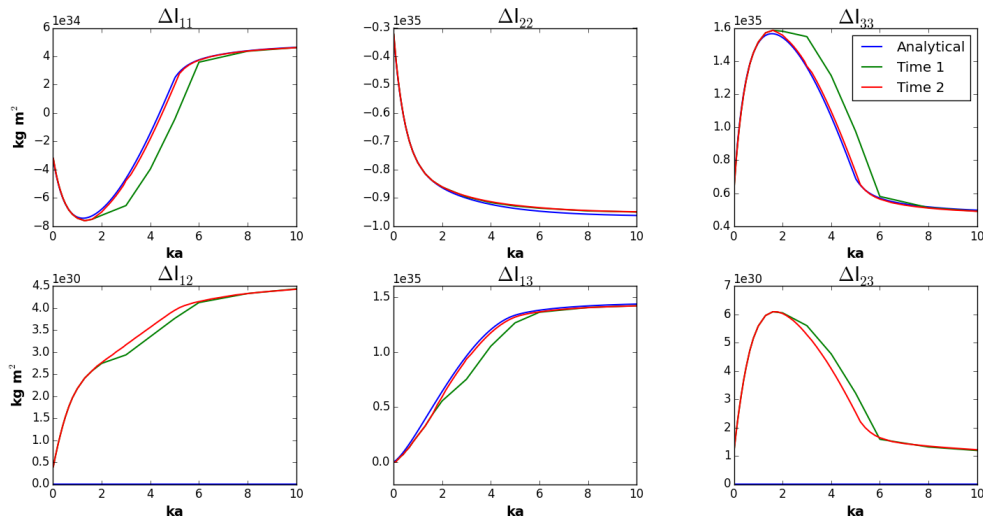 ΔI₁₁ ΔI₂₂ ΔI₃₃
1e34 1e35 1e35
6 −0.3 1.6
4 −0.4 1.4
2 −0.5 1.2
0 −0.6 1.0
−2 −0.7 0.8
−4 −0.8 0.6
−6 −0.9 0.4
−8 −1.0
kg m²
Analytical
Time 1
Time 2
0 2 4 6 8 10 0 2 4 6 8 10 0 2 4 6 8 10
ka ka ka
ΔI₁₂ ΔI₁₃ ΔI₂₃
1e30 1e35 1e30
4.5 1.5 7
4.0 1.0 6
3.5 0.5 5
3.0 0.0 4
2.5 3
2.0 2
1.5 1
1.0 0
0.5
0.0
kg m²
0 2 4 6 8 10 0 2 4 6 8 10 0 2 4 6 8 10
ka ka ka